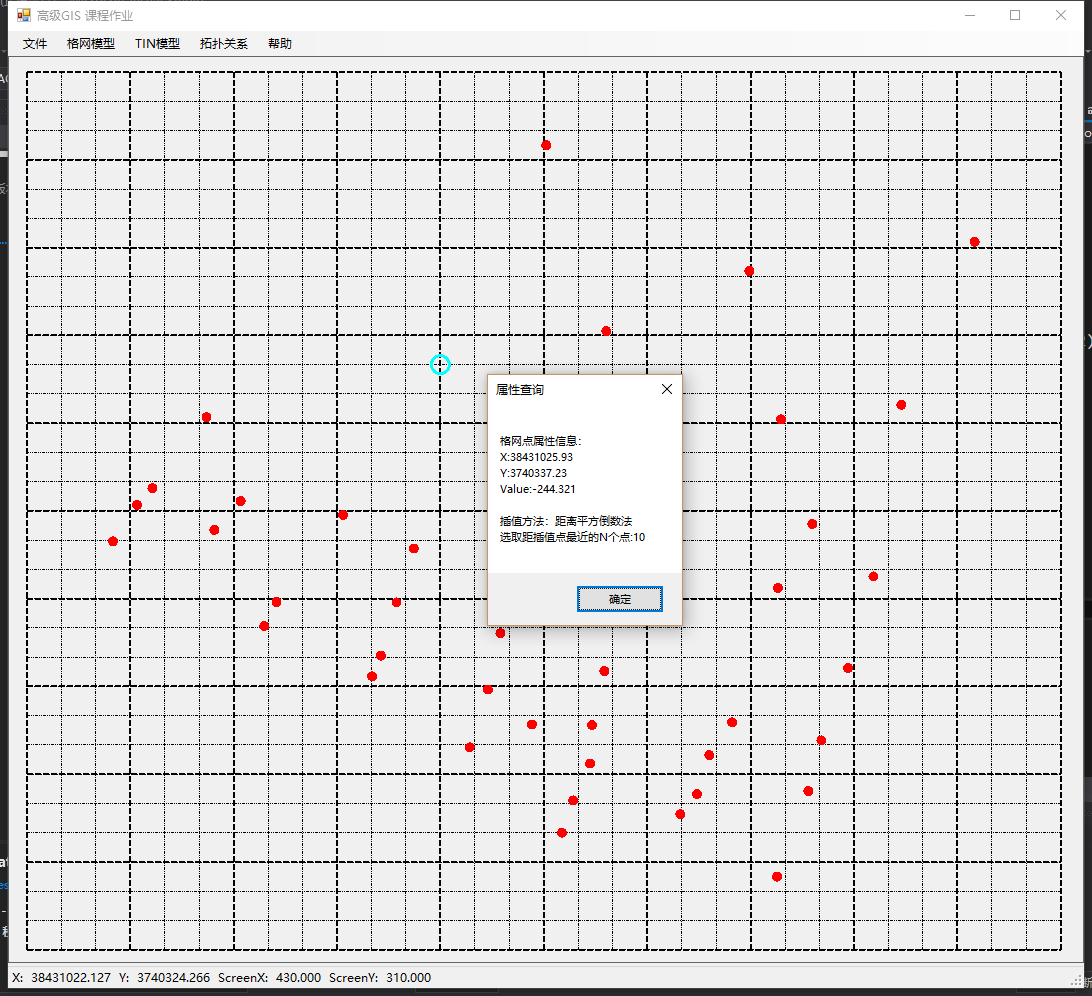 高级GIS 课程作业
文件 格网模型 TIN模型 拓扑关系 帮助
属性查询
格网点属性信息:
X:38431025.93
Y:3740337.23
Value:-244.321
插值方法：距离平方倒数法
选取距插值点最近的N个点:10
确定
X: 38431022.127 Y: 3740324.266 ScreenX: 430.000 ScreenY: 310.000